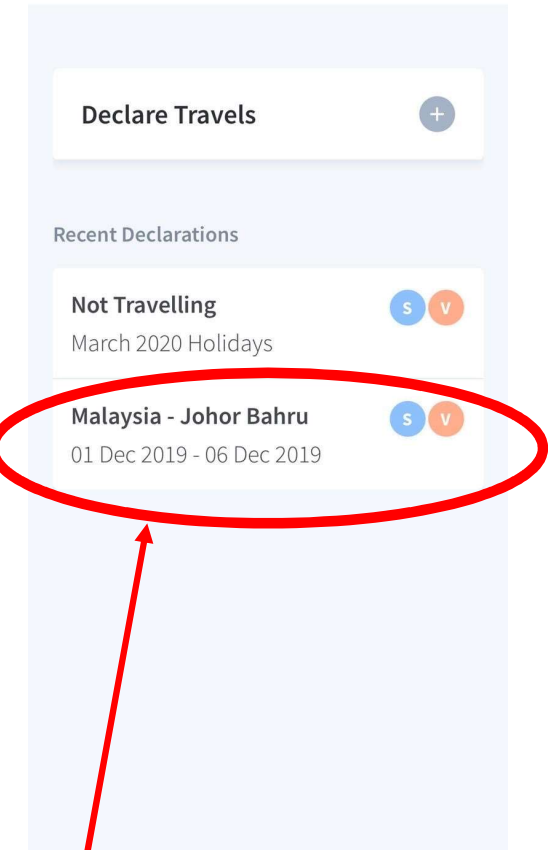 Declare Travels
+
Recent Declarations
Not Travelling
S V
March 2020 Holidays
Malaysia - Johor Bahru
S V
01 Dec 2019 - 06 Dec 2019